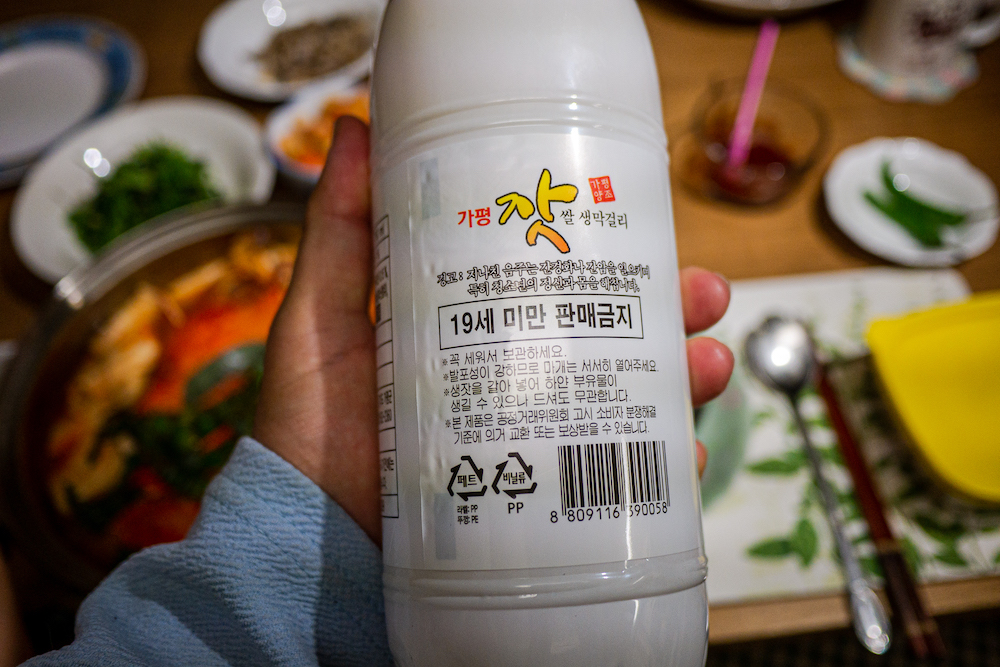 가평 잣 쌀 생막걸리
가평
양조
경고 : 지나친 음주는 간경화나 간암을 일으키며
특히 청소년의 정신과 몸을 해칩니다.
19세 미만 판매금지
※꼭 세워서 보관하세요.
※발포성이 강하므로 마개는 서서히 열어주세요.
※생잣을 갈아 넣어 하얀 부유물이
생길 수 있으나 드셔도 무관합니다.
※본 제품은 공정거래위원회 고시 소비자 분쟁해결
기준에 의거 교환 또는 보상받을 수 있습니다.
페트
비닐류
PP
라벨: PP
뚜껑: PE
8 809116 390058